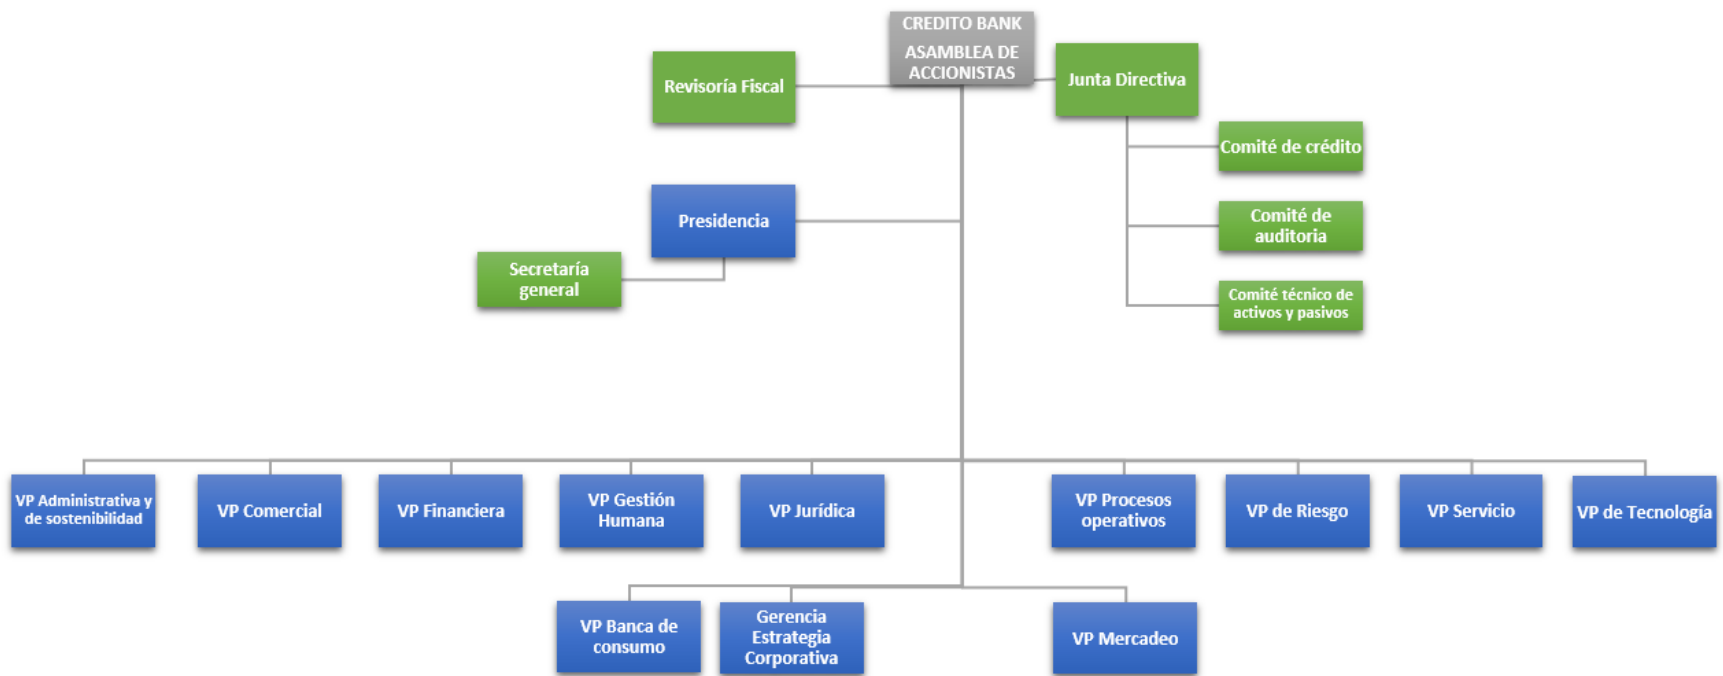 CREDITO BANK
ASAMBLEA DE
ACCIONISTAS
Revisoría Fiscal
Junta Directiva
Comité de crédito
Presidencia
Comité de
auditoria
Secretaría
general
Comité técnico de
activos y pasivos
VP Administrativa y
de sostenibilidad
VP Comercial
VP Financiera
VP Gestión
Humana
VP Jurídica
VP Procesos
operativos
VP de Riesgo
VP Servicio
VP de Tecnología
VP Banca de
consumo
Gerencia
Estrategia
Corporativa
VP Mercadeo